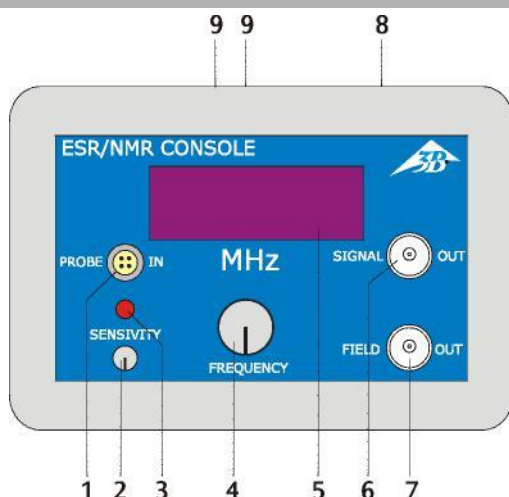 9 9 8
ESR/NMR CONSOLE
3B
PROBE IN
MHz
SIGNAL OUT
SENSIVITY
FREQUENCY
FIELD OUT
1 2 3 4 5 6 7